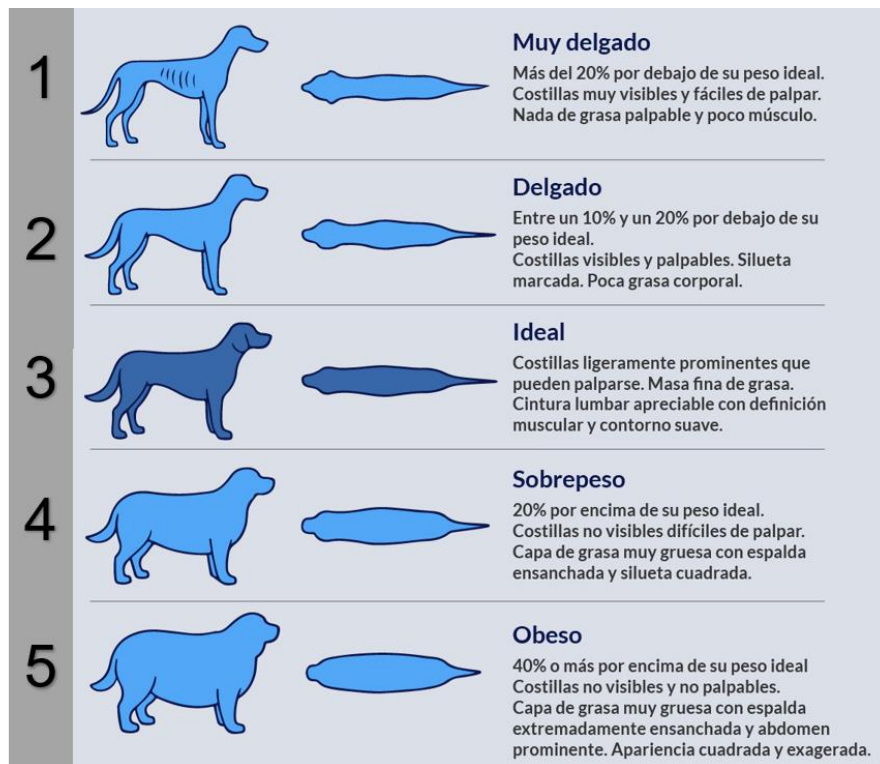 1
Muy delgado
Más del 20% por debajo de su peso ideal.
Costillas muy visibles y fáciles de palpar.
Nada de grasa palpable y poco músculo.
2
Delgado
Entre un 10% y un 20% por debajo de su
peso ideal.
Costillas visibles y palpables. Silueta
marcada. Poca grasa corporal.
3
Ideal
Costillas ligeramente prominentes que
pueden palparse. Masa fina de grasa.
Cintura lumbar apreciable con definición
muscular y contorno suave.
4
Sobrepeso
20% por encima de su peso ideal.
Costillas no visibles difíciles de palpar.
Capa de grasa muy gruesa con espalda
ensanchada y silueta cuadrada.
5
Obeso
40% o más por encima de su peso ideal
Costillas no visibles y no palpables.
Capa de grasa muy gruesa con espalda
extremadamente ensanchada y abdomen
prominente. Apariencia cuadrada y exagerada.